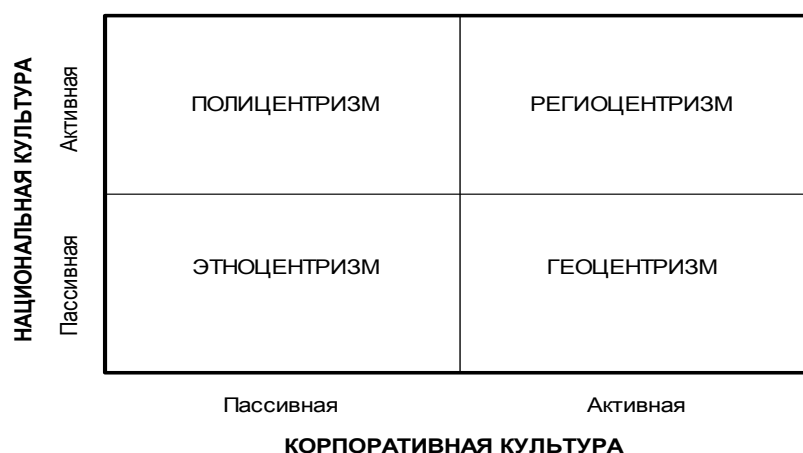 НАЦИОНАЛЬНАЯ КУЛЬТУРА
Активная
Пассивная
ПОЛИЦЕНТРИЗМ
РЕГИОЦЕНТРИЗМ
ЭТНОЦЕНТРИЗМ
ГЕОЦЕНТРИЗМ
Пассивная
Активная
КОРПОРАТИВНАЯ КУЛЬТУРА